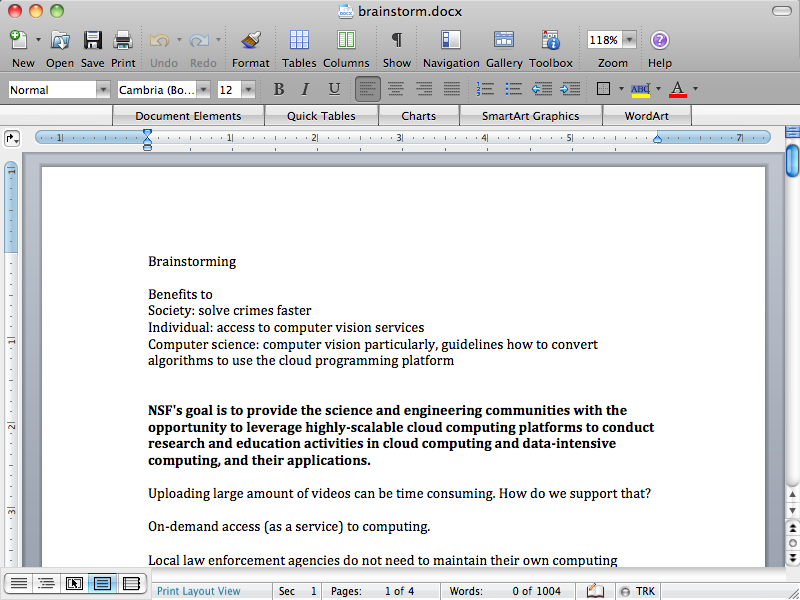 brainstorm.docx
New Open Save Print Undo Redo Format Tables Columns Show Navigation Gallery Toolbox Zoom Help
118%
Normal Cambria (Bo... 12 B I U ABC A
Document Elements Quick Tables Charts SmartArt Graphics WordArt
1 1 2 3 4 5 7
1
1
2
3
Brainstorming
Benefits to
Society: solve crimes faster
Individual: access to computer vision services
Computer science: computer vision particularly, guidelines how to convert
algorithms to use the cloud programming platform
NSF's goal is to provide the science and engineering communities with the
opportunity to leverage highly-scalable cloud computing platforms to conduct
research and education activities in cloud computing and data-intensive
computing, and their applications.
Uploading large amount of videos can be time consuming. How do we support that?
On-demand access (as a service) to computing.
Local law enforcement agencies do not need to maintain their own computing
Print Layout View Sec 1 Pages: 1 of 4 Words: 0 of 1004 TRK